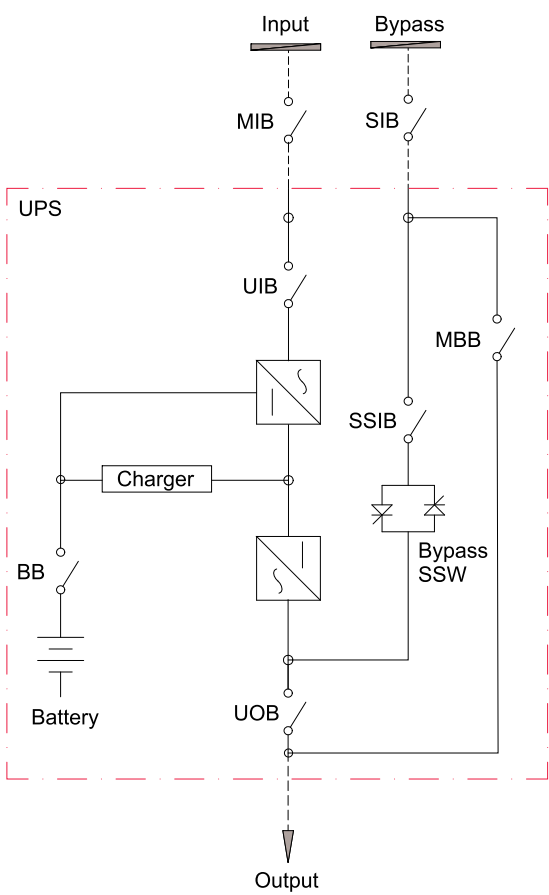 Input
Bypass
MIB
SIB
UPS
UIB
MBB
SSIB
Charger
Bypass
SSW
BB
Battery
UOB
Output